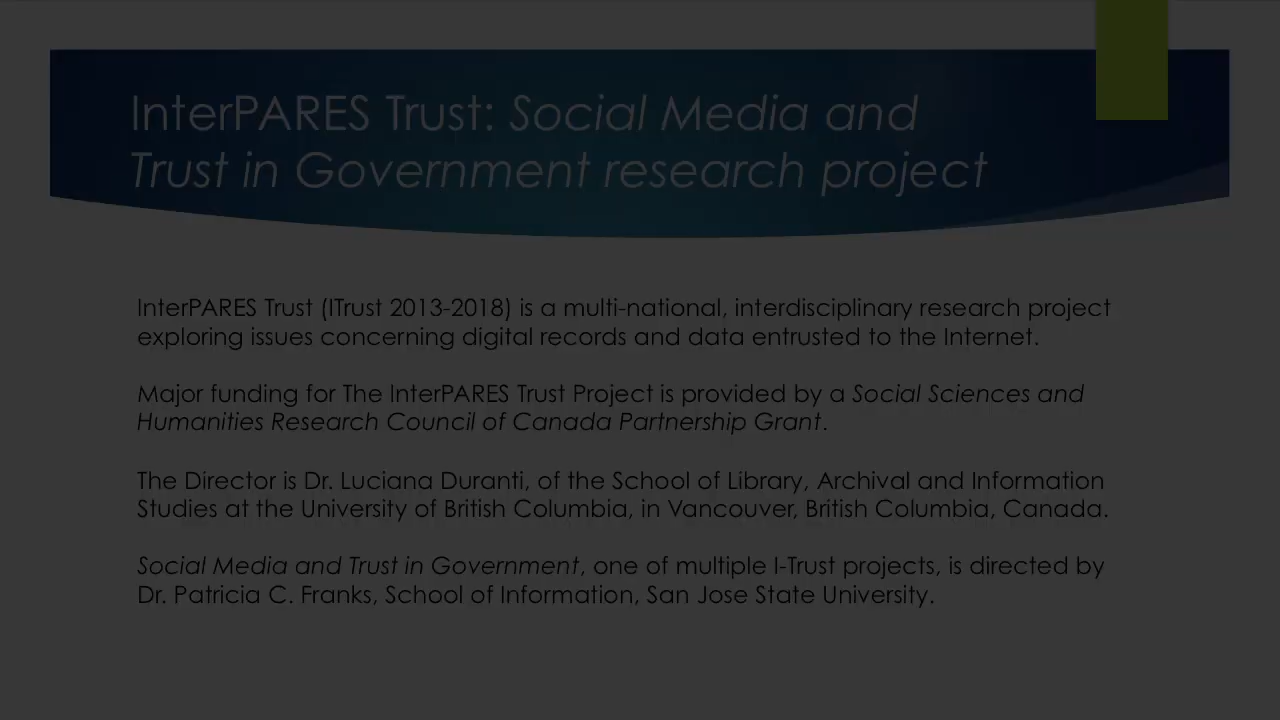 InterPARES Trust: Social Media and
Trust in Government research project
InterPARES Trust (ITrust 2013-2018) is a multi-national, interdisciplinary research project
exploring issues concerning digital records and data entrusted to the Internet.
Major funding for The InterPARES Trust Project is provided by a Social Sciences and
Humanities Research Council of Canada Partnership Grant.
The Director is Dr. Luciana Duranti, of the School of Library, Archival and Information
Studies at the University of British Columbia, in Vancouver, British Columbia, Canada.
Social Media and Trust in Government, one of multiple I-Trust projects, is directed by
Dr. Patricia C. Franks, School of Information, San Jose State University.